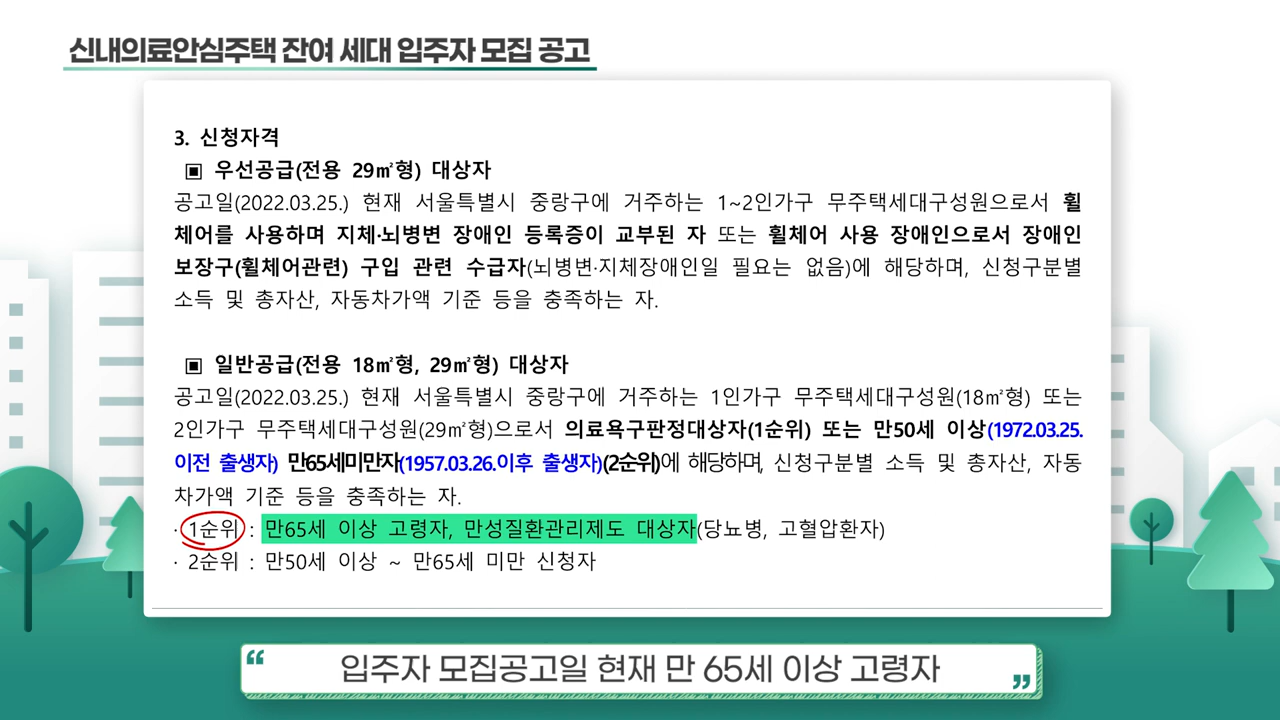 신내의료안심주택 잔여 세대 입주자 모집 공고
3. 신청자격
▣ 우선공급(전용 29㎡형) 대상자
공고일(2022.03.25.) 현재 서울특별시 중랑구에 거주하는 1~2인가구 무주택세대구성원으로서 휠
체어를 사용하며 지체·뇌병변 장애인 등록증이 교부된 자 또는 휠체어 사용 장애인으로서 장애인
보장구(휠체어관련) 구입 관련 수급자(뇌병변·지체장애인일 필요는 없음)에 해당하며, 신청구분별
소득 및 총자산, 자동차가액 기준 등을 충족하는 자.
▣ 일반공급(전용 18㎡형, 29㎡형) 대상자
공고일(2022.03.25.) 현재 서울특별시 중랑구에 거주하는 1인가구 무주택세대구성원(18㎡형) 또는
2인가구 무주택세대구성원(29㎡형)으로서 의료욕구판정대상자(1순위) 또는 만50세 이상(1972.03.25.
이전 출생자) 만65세미만자(1957.03.26.이후 출생자)(2순위)에 해당하며, 신청구분별 소득 및 총자산, 자동
차가액 기준 등을 충족하는 자.
· 1순위 : 만65세 이상 고령자, 만성질환관리제도 대상자(당뇨병, 고혈압환자)
· 2순위 : 만50세 이상 ~ 만65세 미만 신청자
“ 입주자 모집공고일 현재 만 65세 이상 고령자 ”